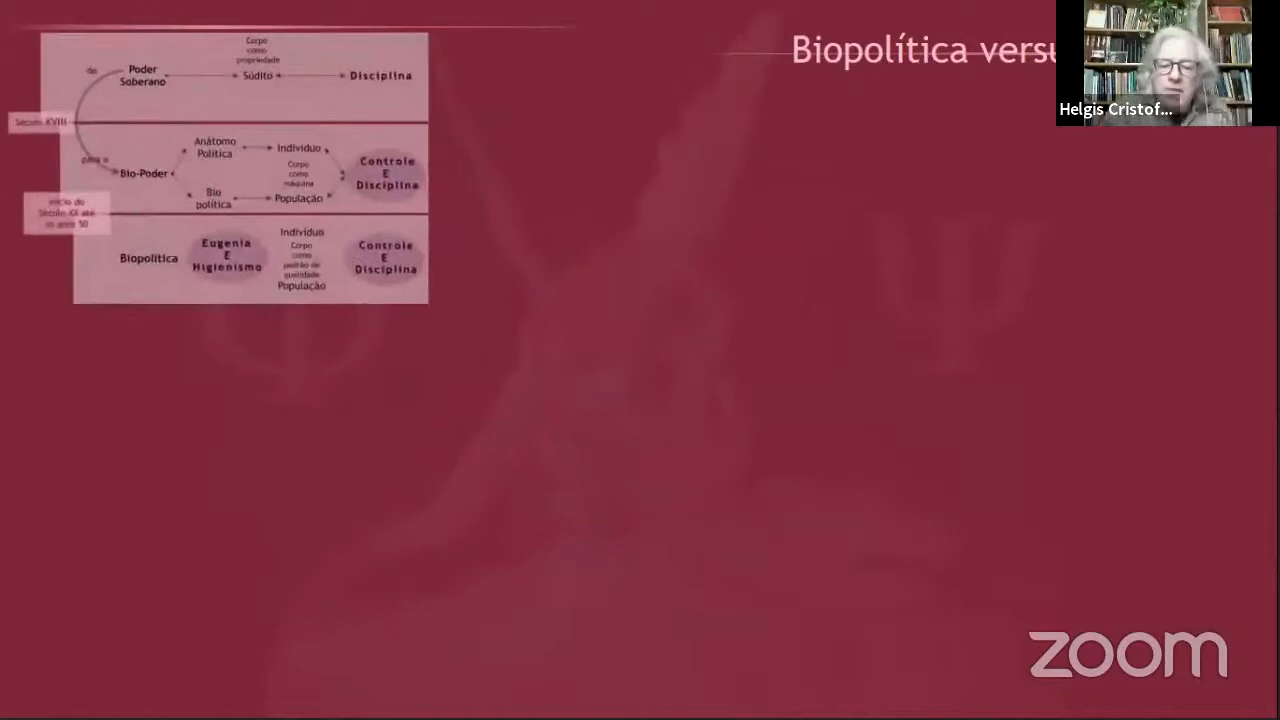 Biopolítica versu
Helgis Cristof...
Corpo
como
propriedade
do
Poder
Soberano
Súdito
Disciplina
Século XVIII
para o
Bio-Poder
Anátomo
Política
Indivíduo
Corpo
como
máquina
Bio
política
População
Controle
E
Disciplina
Início do
Século XX até
os anos 50
Biopolítica
Eugenia
E
Higienismo
Indivíduo
Corpo
como
padrão de
qualidade
População
Controle
E
Disciplina
Ψ
zoom